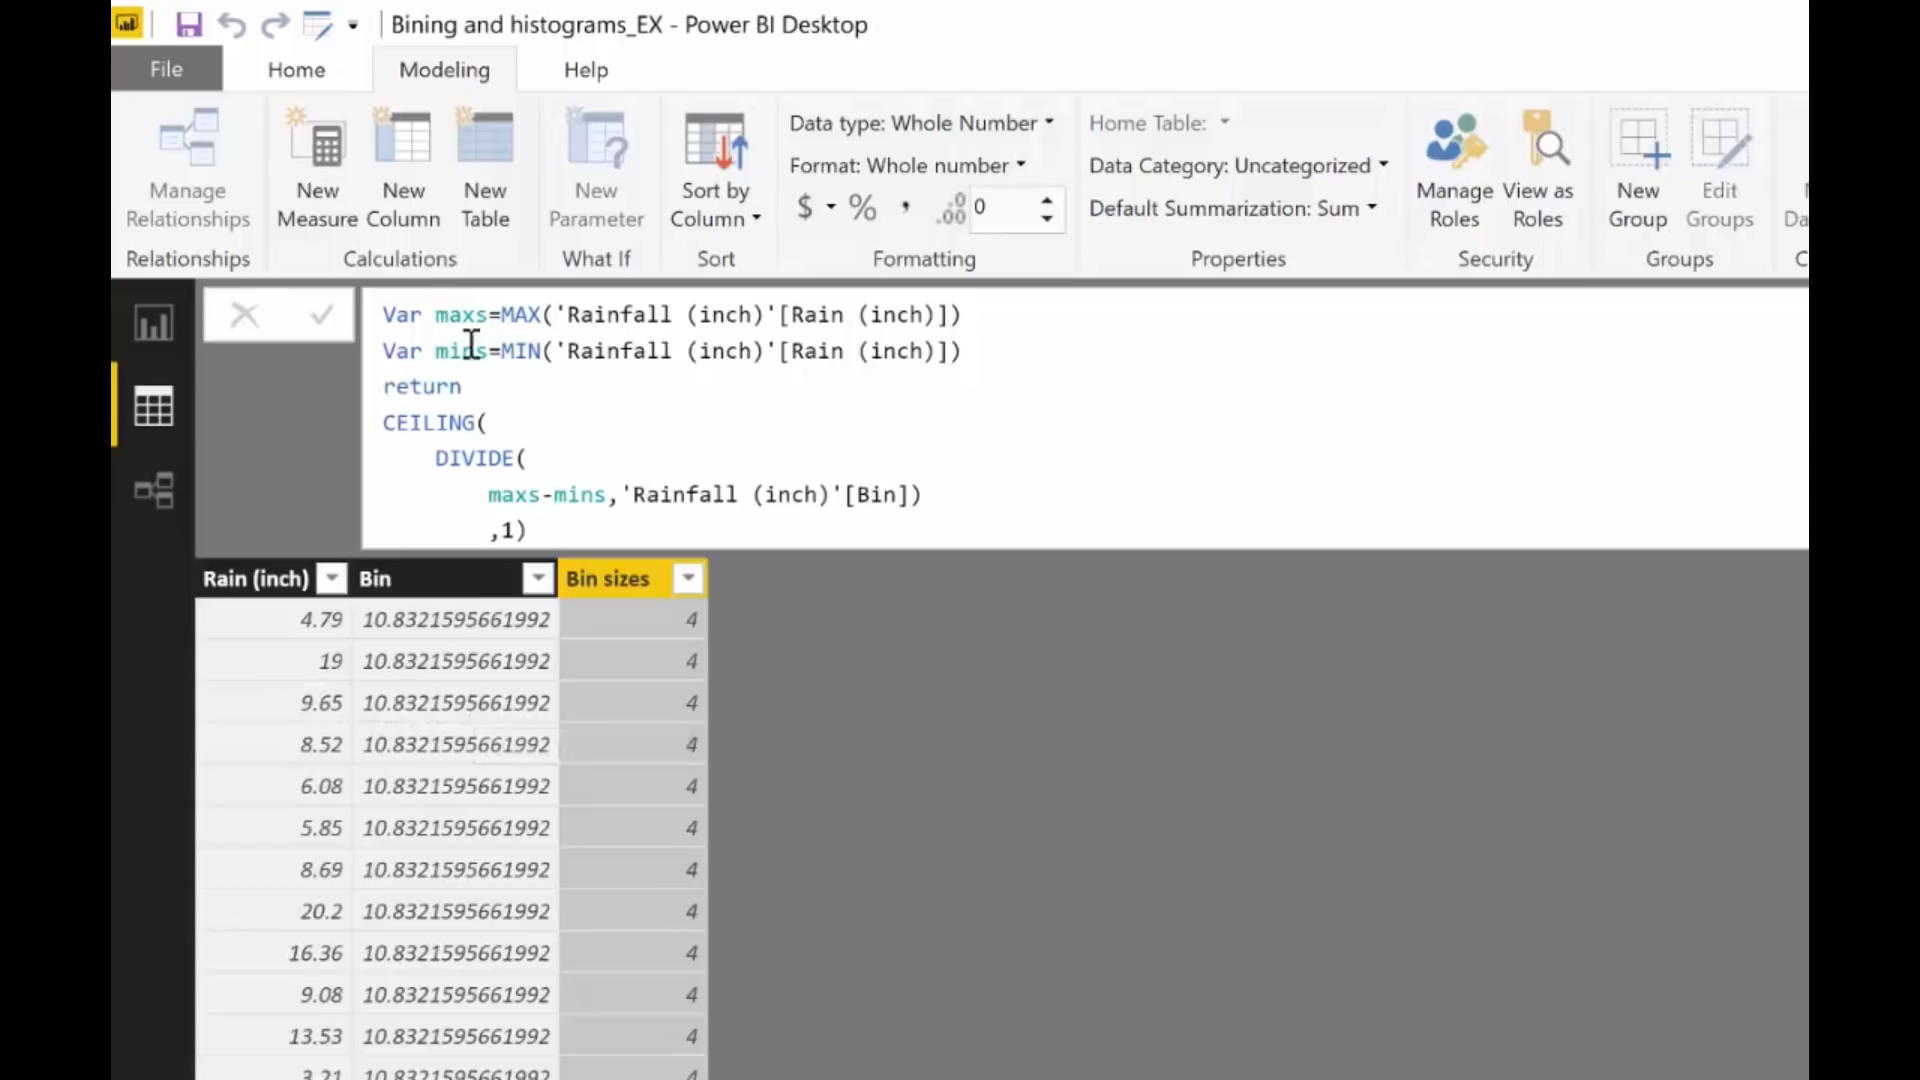 Bining and histograms_EX - Power BI Desktop
File Home Modeling Help
Manage Relationships
New Measure
New Column
New Table
New Parameter
Sort by Column
Data type: Whole Number
Format: Whole number
$ % , .00 0
Home Table:
Data Category: Uncategorized
Default Summarization: Sum
Manage Roles
View as Roles
New Group
Edit Groups
Relationships Calculations What If Sort Formatting Properties Security Groups
Var maxs=MAX('Rainfall (inch)'[Rain (inch)])
Var mins=MIN('Rainfall (inch)'[Rain (inch)])
return
CEILING(
DIVIDE(
maxs-mins,'Rainfall (inch)'[Bin])
,1)
Rain (inch) Bin Bin sizes
4.79 10.8321595661992 4
19 10.8321595661992 4
9.65 10.8321595661992 4
8.52 10.8321595661992 4
6.08 10.8321595661992 4
5.85 10.8321595661992 4
8.69 10.8321595661992 4
20.2 10.8321595661992 4
16.36 10.8321595661992 4
9.08 10.8321595661992 4
13.53 10.8321595661992 4
3.21 10.8321595661992 4